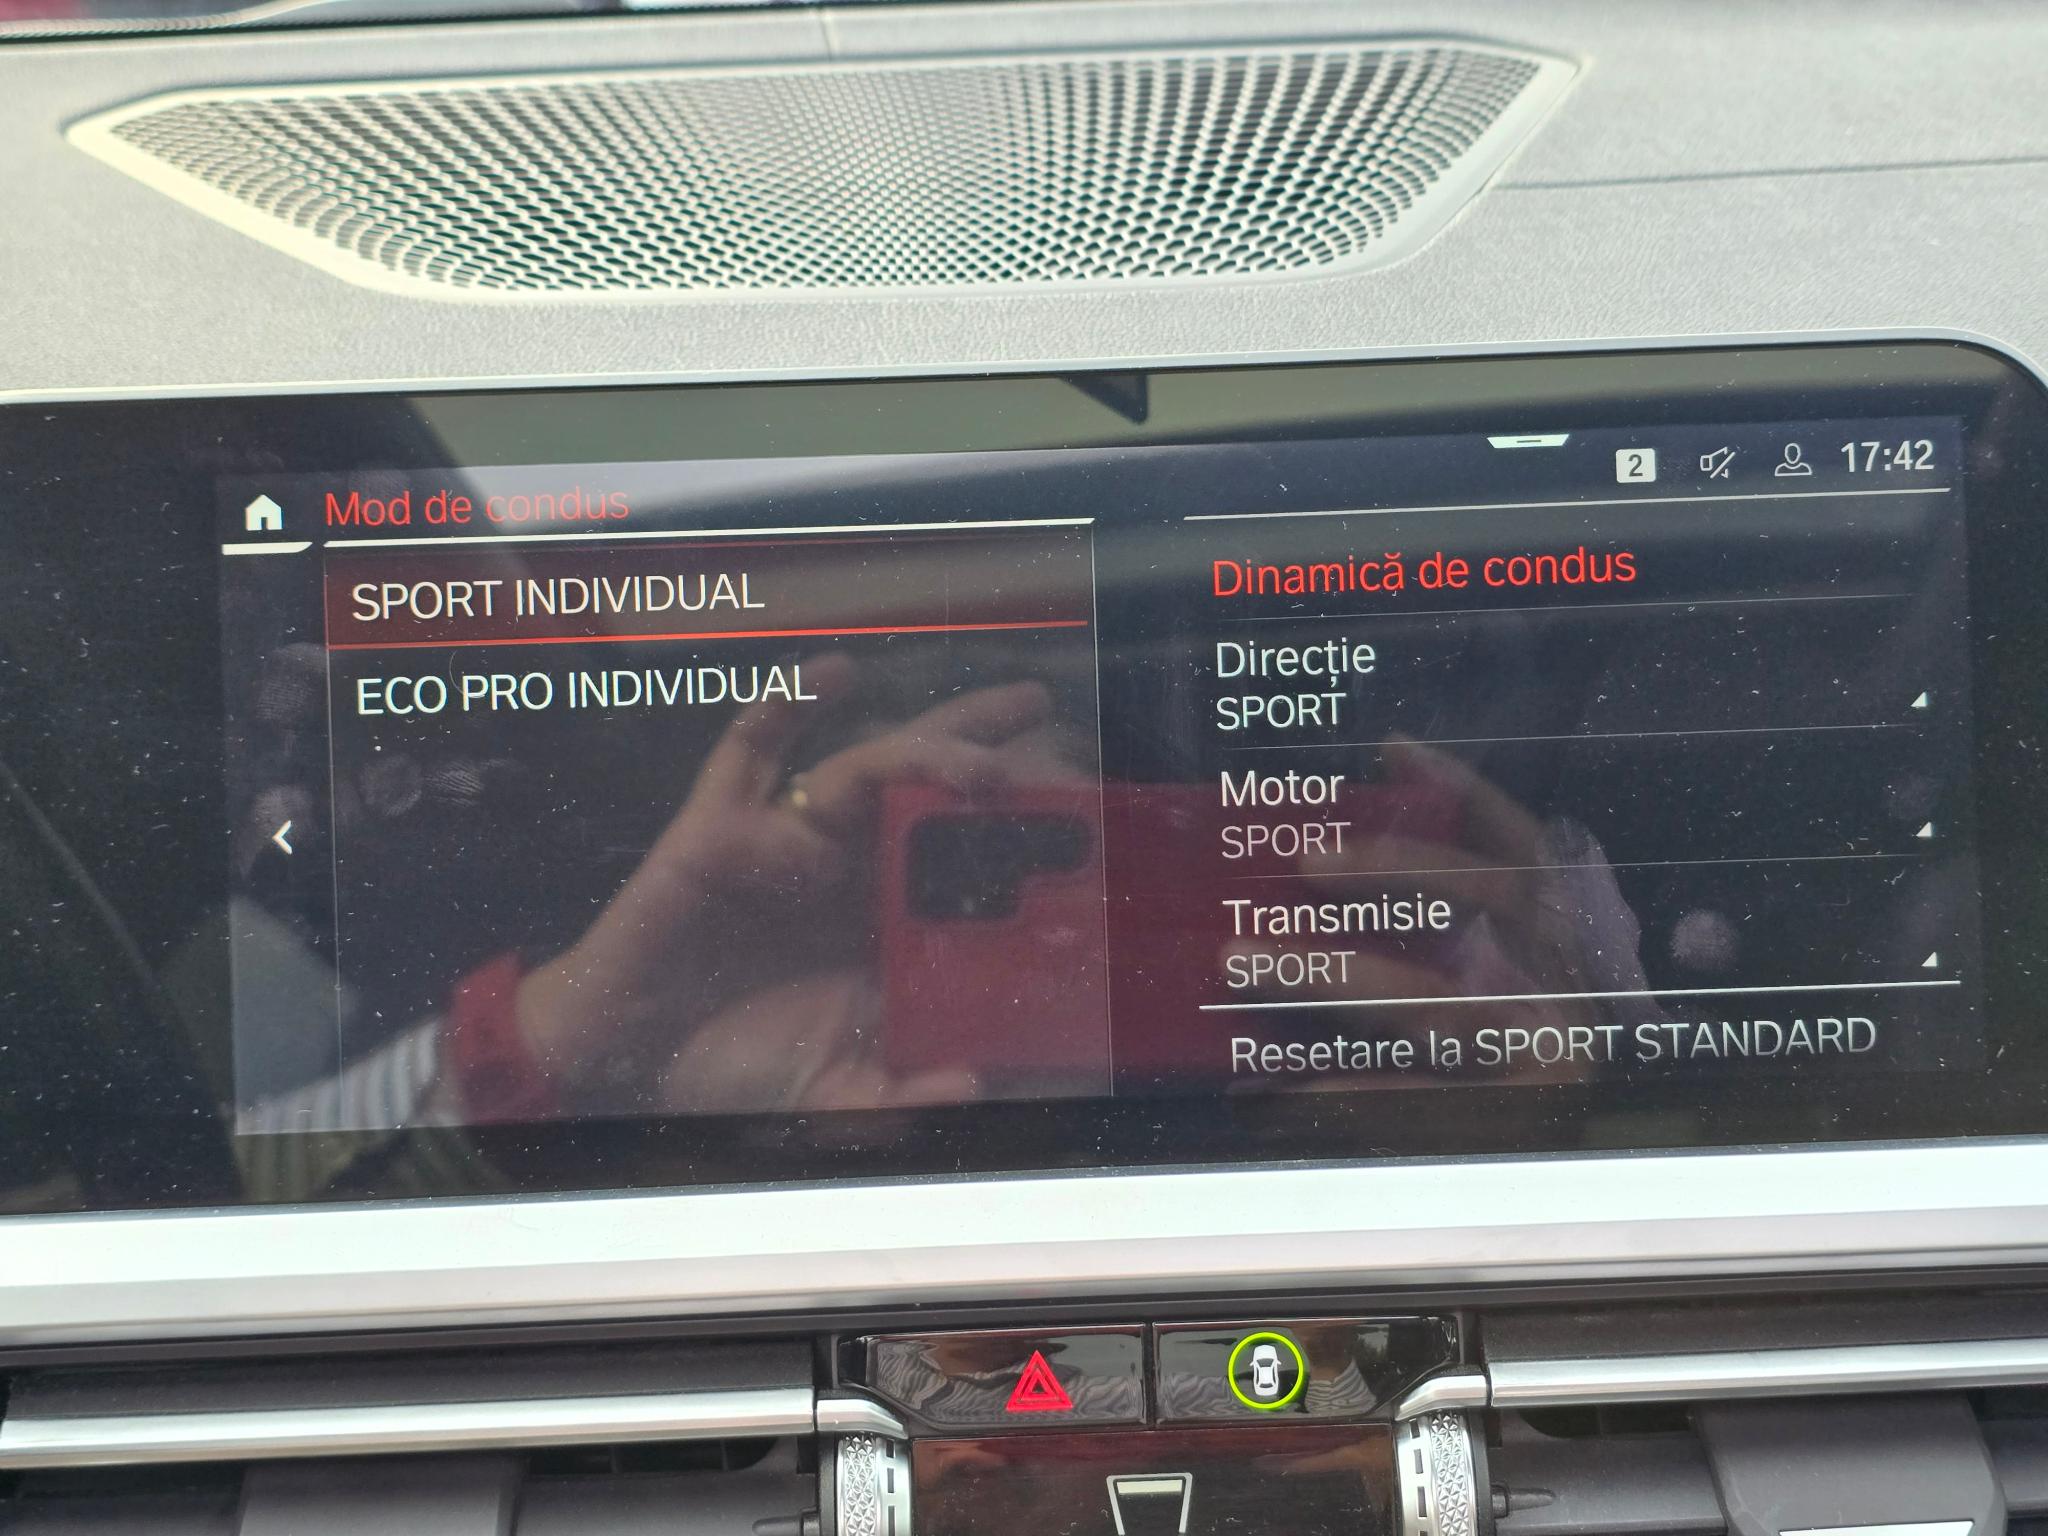 2 17:42
Mod de condus
SPORT INDIVIDUAL
ECO PRO INDIVIDUAL
Dinamică de condus
Direcție
SPORT
Motor
SPORT
Transmisie
SPORT
Resetare la SPORT STANDARD